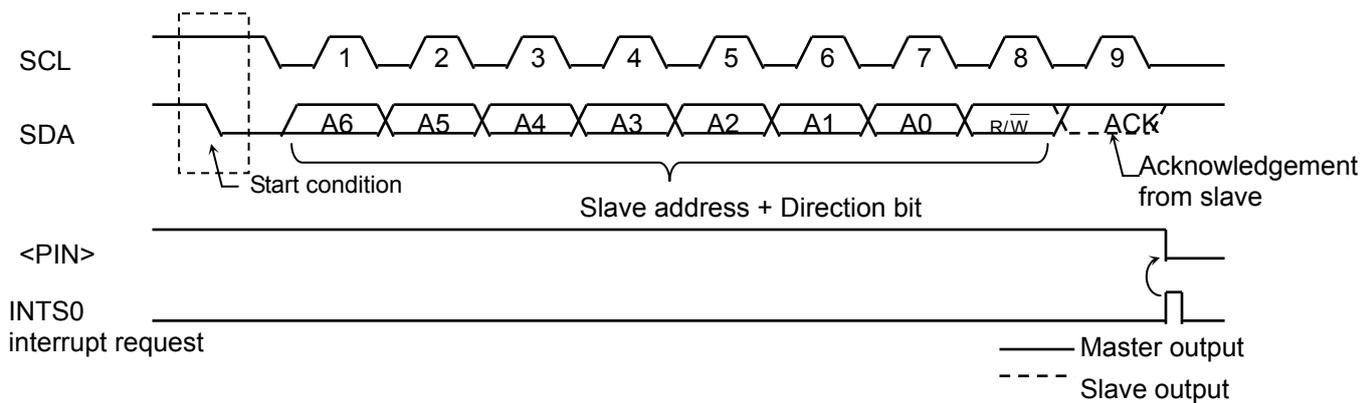 SCL 1 2 3 4 5 6 7 8 9
SDA A6 A5 A4 A3 A2 A1 A0 R/W̅ ACK
Start condition
Acknowledgement
from slave
Slave address + Direction bit
<PIN>
INTS0
interrupt request
Master output
Slave output